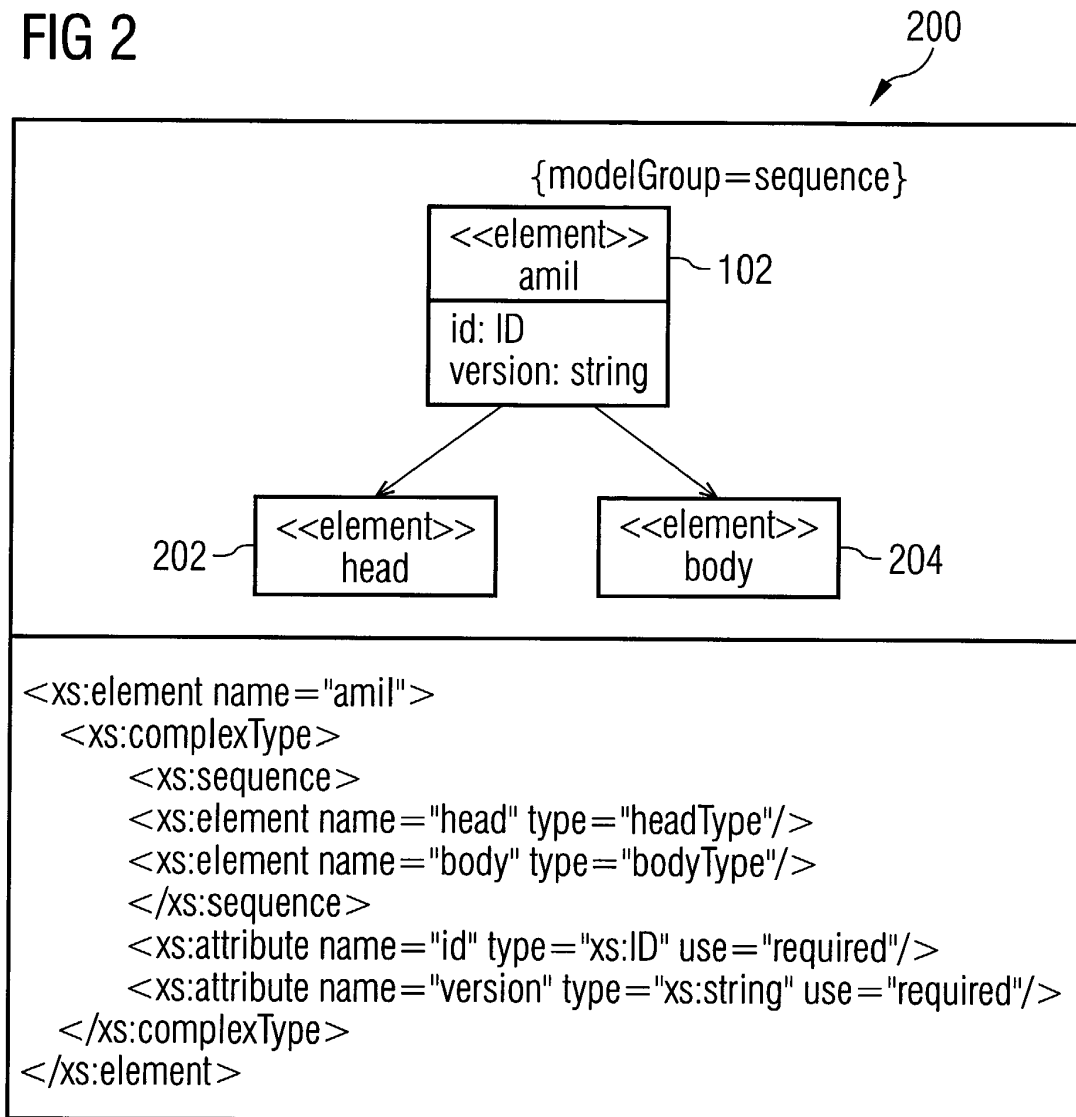 FIG 2
200
{modelGroup=sequence}
<<element>>
amil
102
id: ID
version: string
<<element>>
head
202
<<element>>
body
204
<xs:element name="amil">
<xs:complexType>
<xs:sequence>
<xs:element name="head" type="headType"/>
<xs:element name="body" type="bodyType"/>
</xs:sequence>
<xs:attribute name="id" type="xs:ID" use="required"/>
<xs:attribute name="version" type="xs:string" use="required"/>
</xs:complexType>
</xs:element>